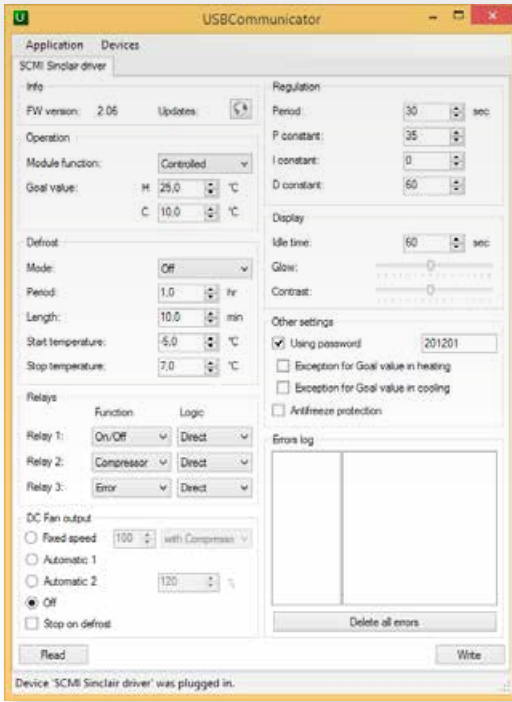 USBCommunicator
Application Devices
SCMI Sinclair driver
Info
FW version: 2.06 Updates:
Operation
Module function: Controlled
Goal value: H 25,0 °C
C 10,0 °C
Defrost
Mode: Off
Period: 1,0 hr
Length: 10,0 min
Start temperature: -5,0 °C
Stop temperature: 7,0 °C
Relays
Function Logic
Relay 1: On/Off Direct
Relay 2: Compressor Direct
Relay 3: Error Direct
DC Fan output
Fixed speed 100 with Compressor
Automatic 1
Automatic 2 120 %
Off
Stop on defrost
Read
Regulation
Period: 30 sec
P constant: 35
I constant: 0
D constant: 60
Display
Idle time: 60 sec
Glow:
Contrast:
Other settings
Using password 201201
Exception for Goal value in heating
Exception for Goal value in cooling
Antifreeze protection
Errors log
Delete all errors
Write
Device 'SCMI Sinclair driver' was plugged in.